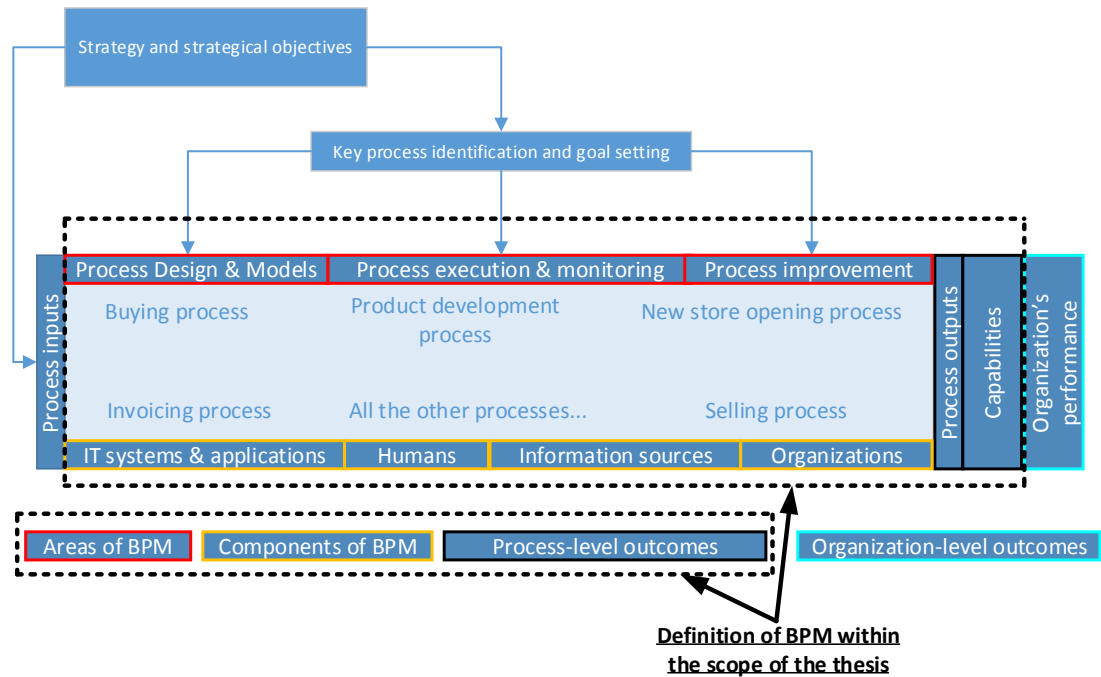 Strategy and strategical objectives
Key process identification and goal setting
Process inputs
Process Design & Models
Process execution & monitoring
Process improvement
Buying process
Product development
process
New store opening process
Invoicing process
All the other processes...
Selling process
IT systems & applications
Humans
Information sources
Organizations
Process outputs
Capabilities
Organization's
performance
Areas of BPM
Components of BPM
Process-level outcomes
Organization-level outcomes
Definition of BPM within
the scope of the thesis